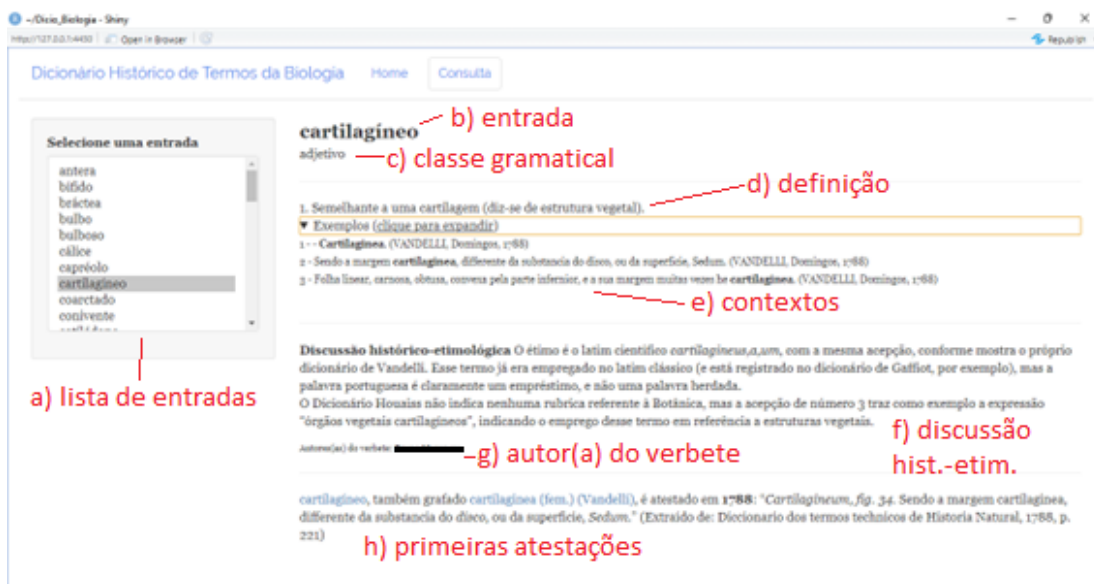 ~/Dicio_Biologia - Shiny
http://127.0.0.1:4450 Open in Browser
Republish
Dicionário Histórico de Termos da Biologia Home Consulta
Selecione uma entrada
antera
bífido
bráctea
bulbo
bulboso
cálice
capréolo
cartilagíneo
coarctado
conivente
a) lista de entradas
cartilagíneo
b) entrada
adjetivo
c) classe gramatical
d) definição
1. Semelhante a uma cartilagem (diz-se de estrutura vegetal).
▼ Exemplos (clique para expandir)
1 - - Cartilaginea. (VANDELLI, Domingos, 1788)
2 - Sendo a margem cartilaginea, differente da substancia do disco, ou da superficie, Sedum. (VANDELLI, Domingos, 1788)
3 - Folha linear, carnosa, obtusa, convexa pela parte infernior, e a sua margem muitas vezes he cartilaginea. (VANDELLI, Domingos, 1788)
e) contextos
Discussão histórico-etimológica O étimo é o latim científico cartilagineus,a,um, com a mesma acepção, conforme mostra o próprio
dicionário de Vandelli. Esse termo já era empregado no latim clássico (e está registrado no dicionário de Gaffiot, por exemplo), mas a
palavra portuguesa é claramente um empréstimo, e não uma palavra herdada.
O Dicionário Houaiss não indica nenhuma rubrica referente à Botânica, mas a acepção de número 3 traz como exemplo a expressão
"órgãos vegetais cartilagíneos", indicando o emprego desse termo em referência a estruturas vegetais.
f) discussão
hist.-etim.
Autores(as) do verbete:
g) autor(a) do verbete
cartilagíneo, também grafado cartilaginea (fem.) (Vandelli), é atestado em 1788: "Cartilagineum, fig. 34. Sendo a margem cartilaginea,
differente da substancia do disco, ou da superficie, Sedum." (Extraído de: Diccionario dos termos technicos de Historia Natural, 1788, p.
221)
h) primeiras atestações